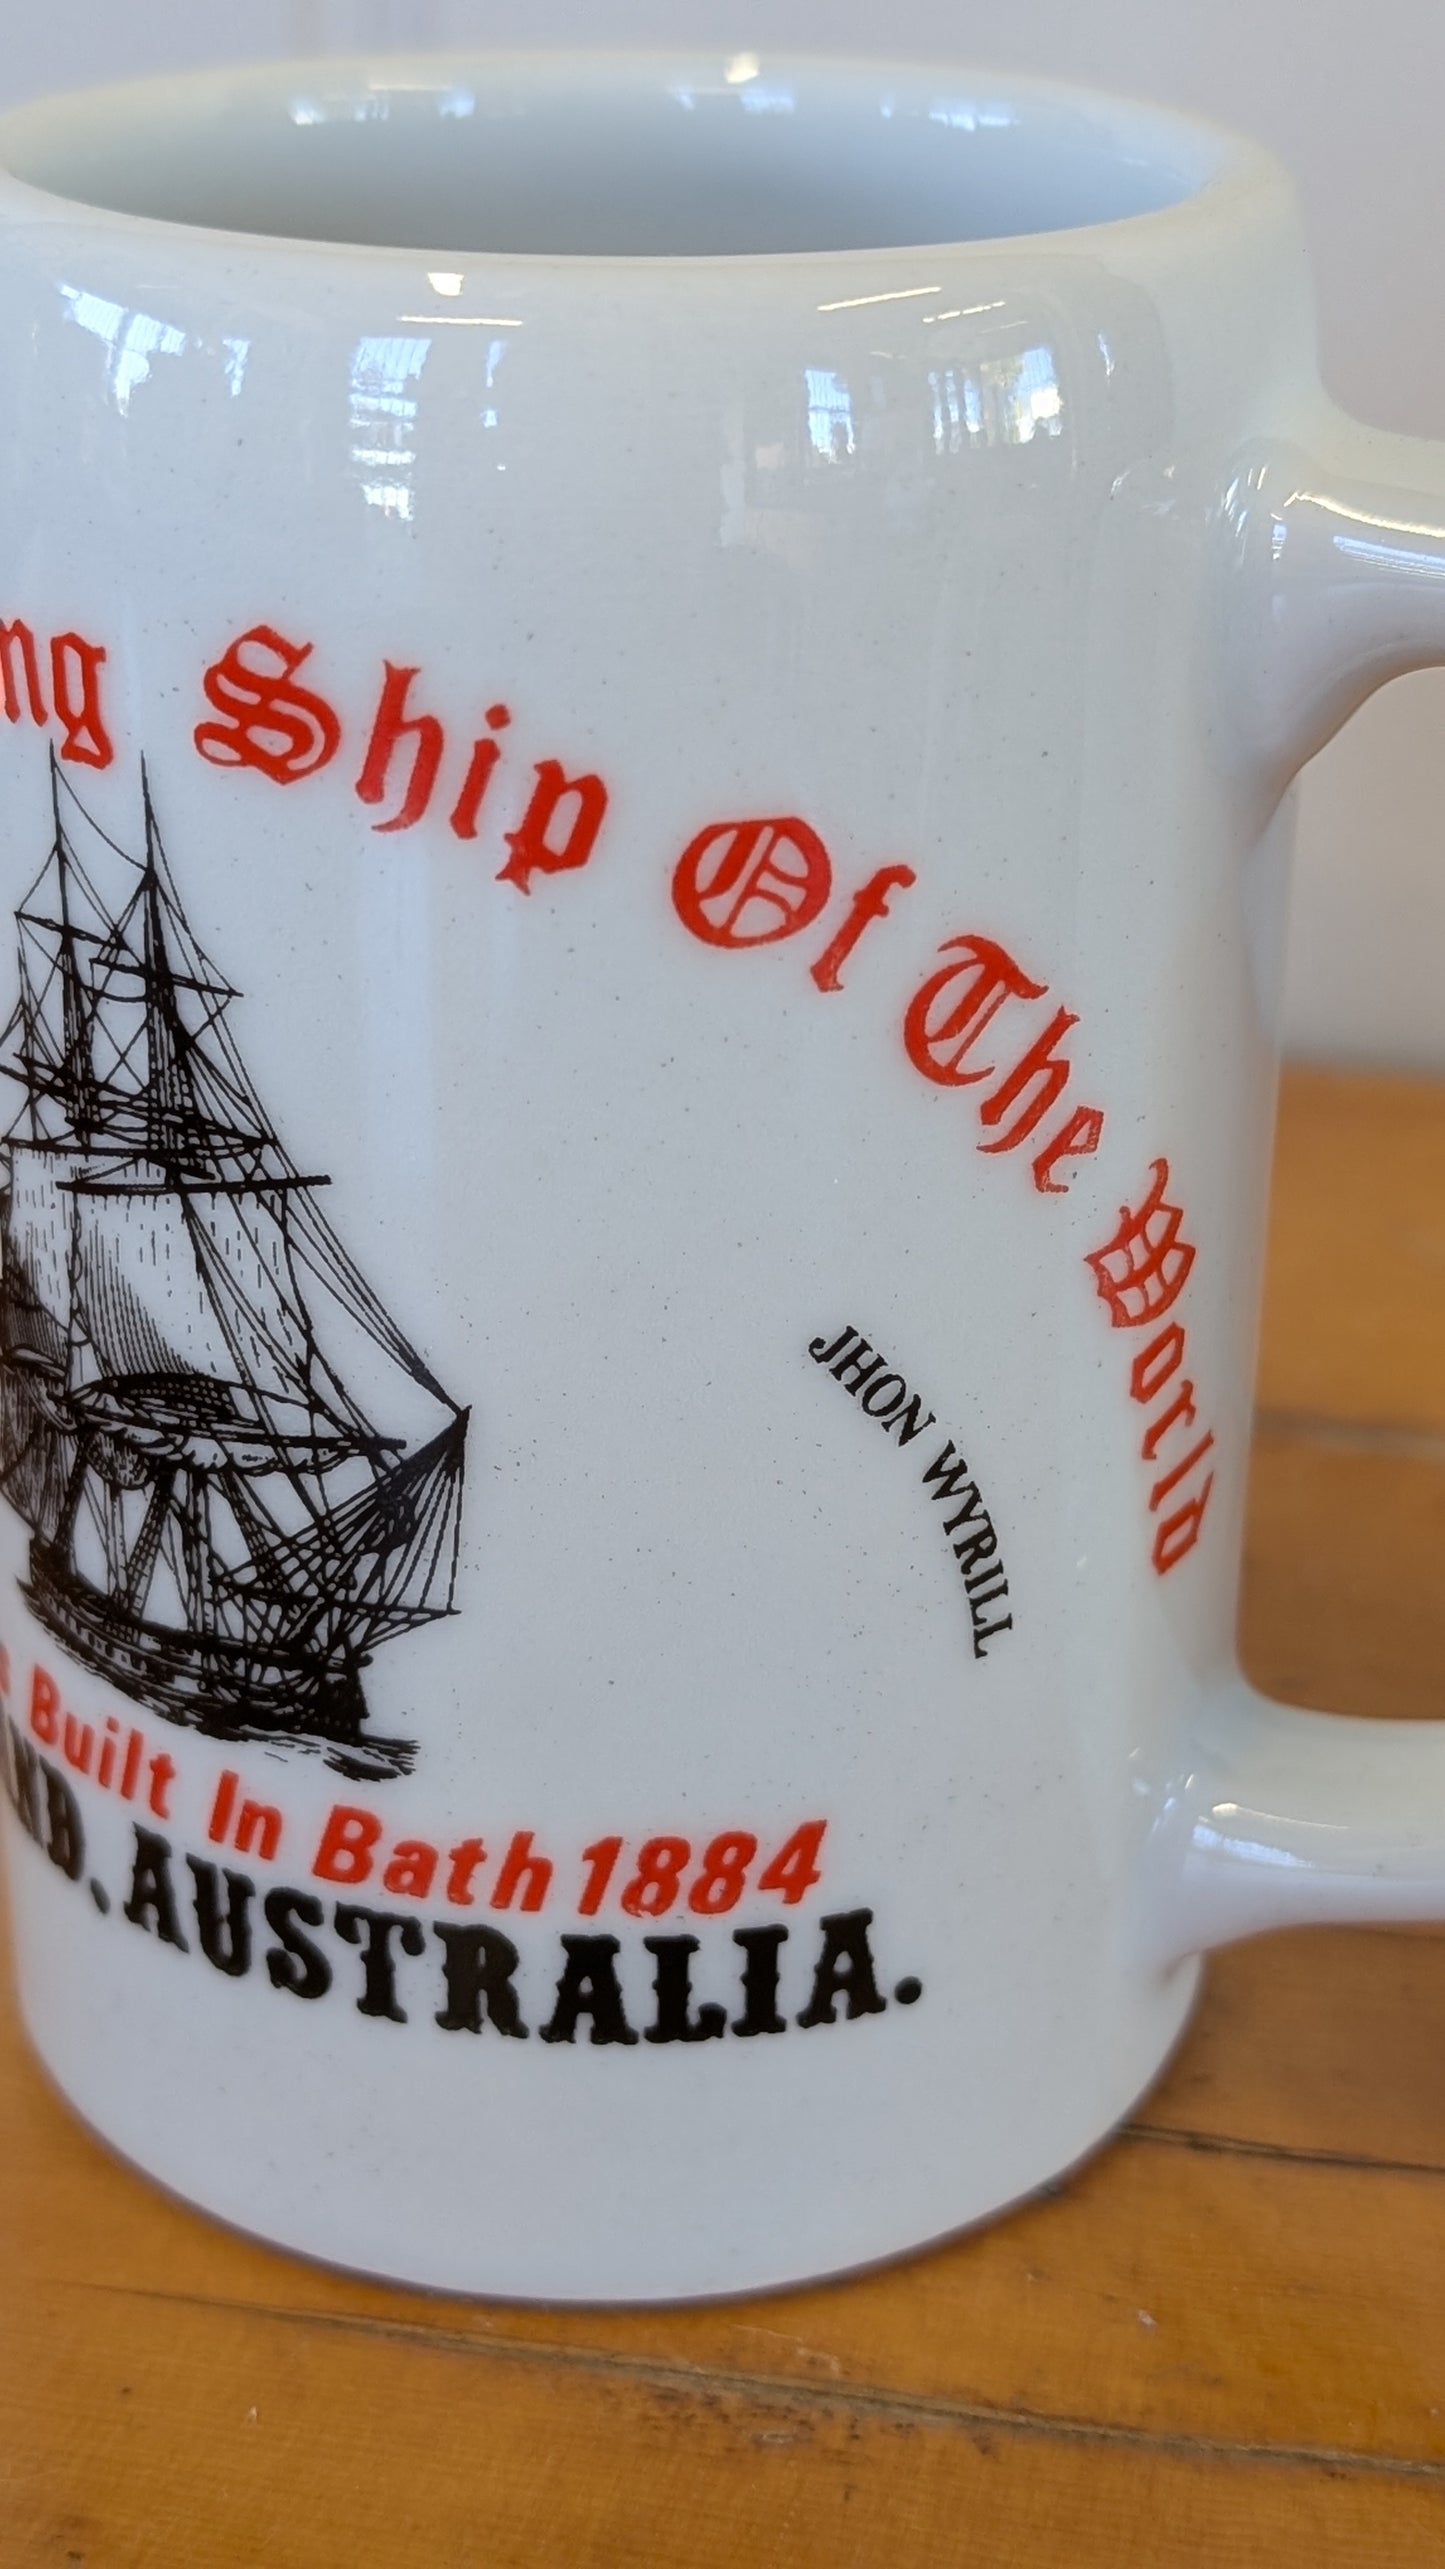 ng Ship Of The World
JHON WYRILL
s Built In Bath 1884
ND. AUSTRALIA.